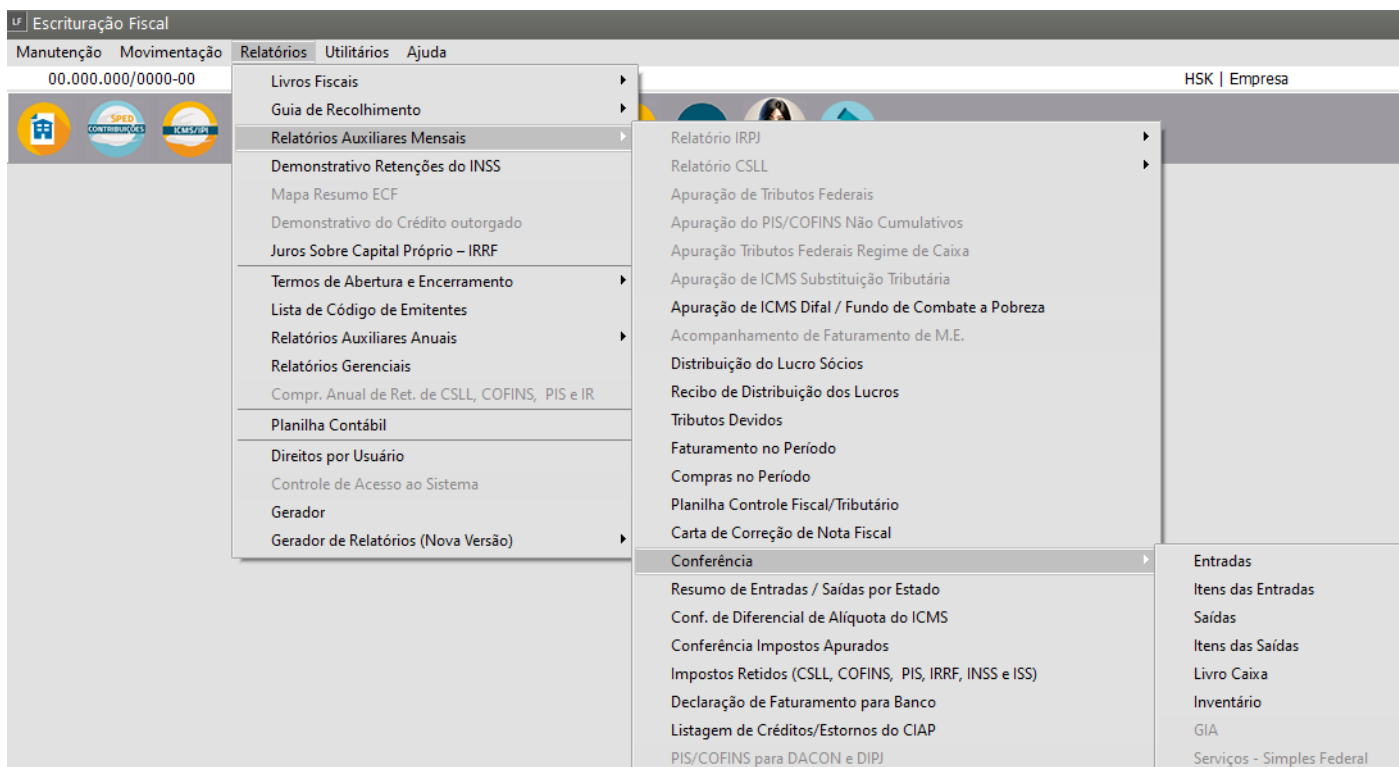 LF Escrituração Fiscal
Manutenção Movimentação Relatórios Utilitários Ajuda
00.000.000/0000-00
HSK | Empresa
SPED
CONTRIBUIÇÕES
ICMS/IPI
Livros Fiscais
Guia de Recolhimento
Relatórios Auxiliares Mensais
Demonstrativo Retenções do INSS
Mapa Resumo ECF
Demonstrativo do Crédito outorgado
Juros Sobre Capital Próprio – IRRF
Termos de Abertura e Encerramento
Lista de Código de Emitentes
Relatórios Auxiliares Anuais
Relatórios Gerenciais
Compr. Anual de Ret. de CSLL, COFINS, PIS e IR
Planilha Contábil
Direitos por Usuário
Controle de Acesso ao Sistema
Gerador
Gerador de Relatórios (Nova Versão)
Relatório IRPJ
Relatório CSLL
Apuração de Tributos Federais
Apuração do PIS/COFINS Não Cumulativos
Apuração Tributos Federais Regime de Caixa
Apuração de ICMS Substituição Tributária
Apuração de ICMS Difal / Fundo de Combate a Pobreza
Acompanhamento de Faturamento de M.E.
Distribuição do Lucro Sócios
Recibo de Distribuição dos Lucros
Tributos Devidos
Faturamento no Período
Compras no Período
Planilha Controle Fiscal/Tributário
Carta de Correção de Nota Fiscal
Conferência
Resumo de Entradas / Saídas por Estado
Conf. de Diferencial de Alíquota do ICMS
Conferência Impostos Apurados
Impostos Retidos (CSLL, COFINS, PIS, IRRF, INSS e ISS)
Declaração de Faturamento para Banco
Listagem de Créditos/Estornos do CIAP
PIS/COFINS para DACON e DIPJ
Entradas
Itens das Entradas
Saídas
Itens das Saídas
Livro Caixa
Inventário
GIA
Serviços - Simples Federal